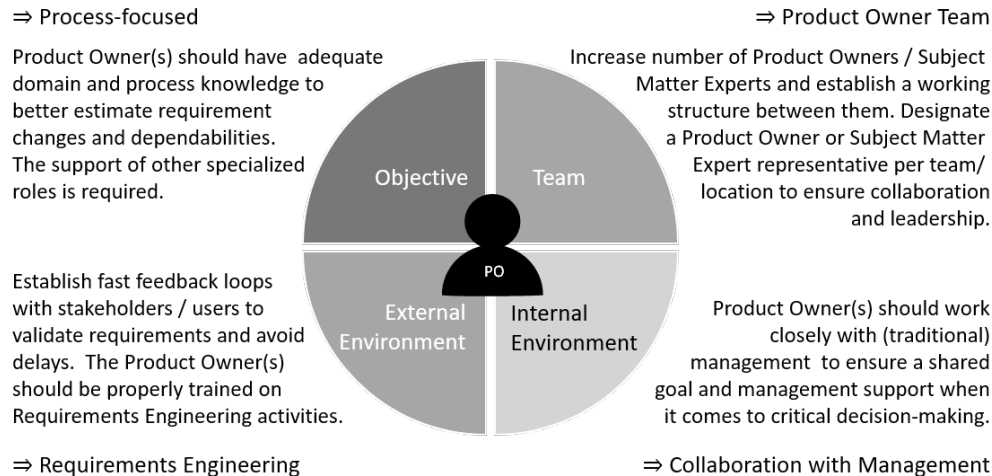 ⇒ Process-focused
Product Owner(s) should have  adequate
domain and process knowledge to
better estimate requirement
changes and dependabilities.
The support of other specialized
roles is required.
⇒ Product Owner Team
Increase number of Product Owners / Subject
Matter Experts and establish a working
structure between them. Designate
a Product Owner or Subject Matter
Expert representative per team/
location to ensure collaboration
and leadership.
Objective
Team
PO
External
Environment
Internal
Environment
Establish fast feedback loops
with stakeholders / users to
validate requirements and avoid
delays.  The Product Owner(s)
should be properly trained on
Requirements Engineering activities.
⇒ Requirements Engineering
Product Owner(s) should work
closely with (traditional)
management  to ensure a shared
goal and management support when
it comes to critical decision-making.
⇒ Collaboration with Management